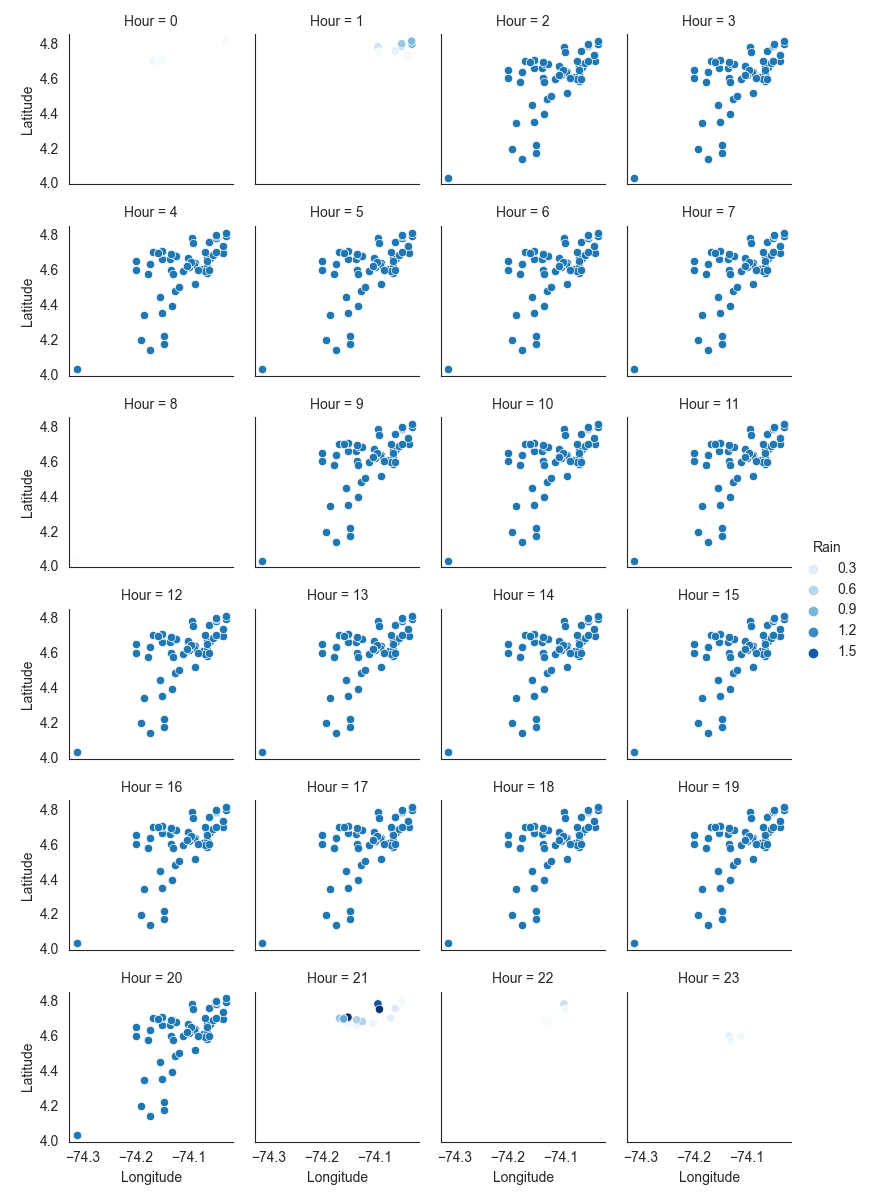 Hour = 0 Hour = 1 Hour = 2 Hour = 3
4.8
4.6
4.4
4.2
4.0
Latitude
Hour = 4 Hour = 5 Hour = 6 Hour = 7
4.8
4.6
4.4
4.2
4.0
Latitude
Hour = 8 Hour = 9 Hour = 10 Hour = 11
4.8
4.6
4.4
4.2
4.0
Latitude
Rain
0.3
0.6
0.9
1.2
1.5
Hour = 12 Hour = 13 Hour = 14 Hour = 15
4.8
4.6
4.4
4.2
4.0
Latitude
Hour = 16 Hour = 17 Hour = 18 Hour = 19
4.8
4.6
4.4
4.2
4.0
Latitude
Hour = 20 Hour = 21 Hour = 22 Hour = 23
4.8
4.6
4.4
4.2
4.0
Latitude
−74.3 −74.2 −74.1 −74.3 −74.2 −74.1 −74.3 −74.2 −74.1 −74.3 −74.2 −74.1
Longitude Longitude Longitude Longitude